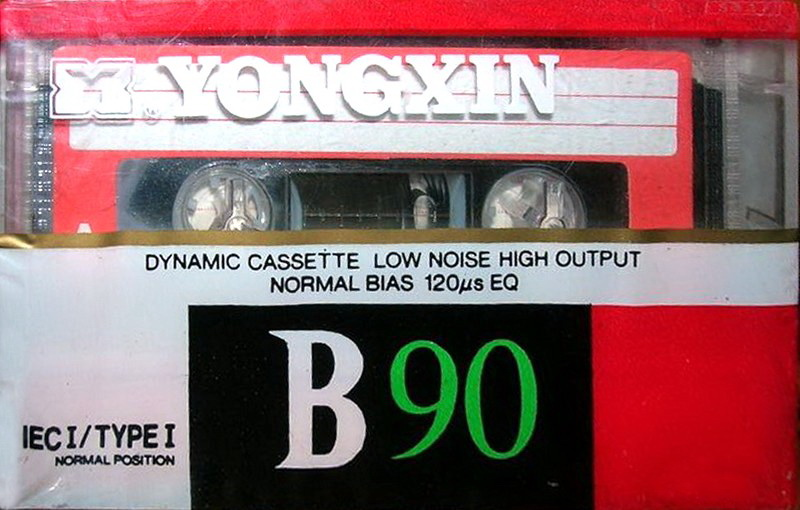 ® YONGXIN
A
DYNAMIC CASSETTE LOW NOISE HIGH OUTPUT
NORMAL BIAS 120µs EQ
B90
IEC I/TYPE I
NORMAL POSITION